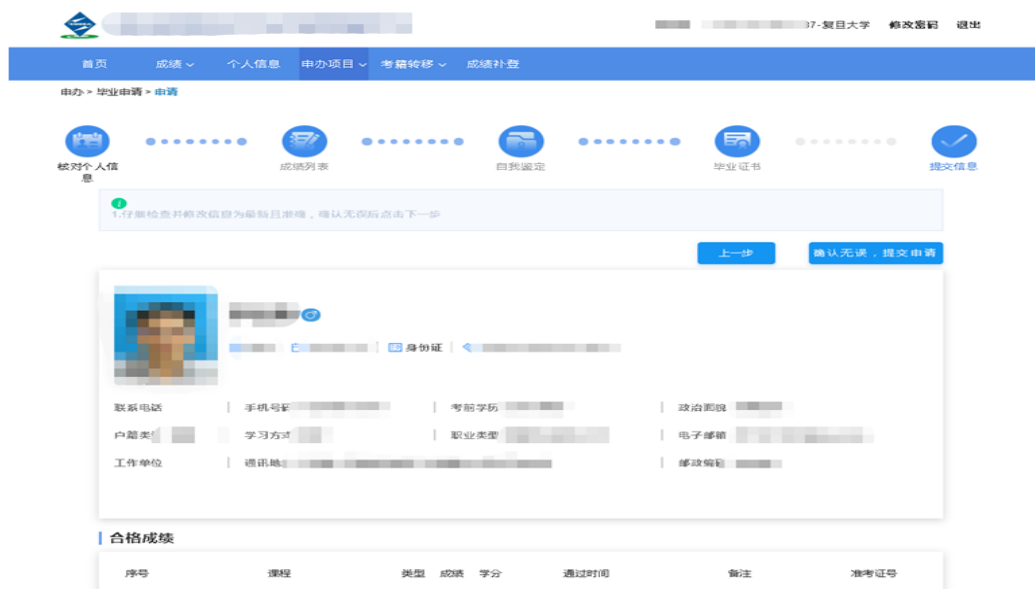 37-复旦大学 修改密码 退出
首页 成绩 个人信息 申办项目 考籍转移 成绩补登
申办 > 毕业申请 > 申请
核对个人信息 成绩列表 自我鉴定 毕业证书 提交信息
1.仔细检查并修改信息为最新且准确，确认无误后点击下一步
上一步 确认无误，提交申请
身份证
联系电话 手机号码 考前学历 政治面貌
户籍类 学习方式 职业类型 电子邮箱
工作单位 通讯地 邮政编码
合格成绩
序号 课程 类型 成绩 学分 通过时间 备注 准考证号